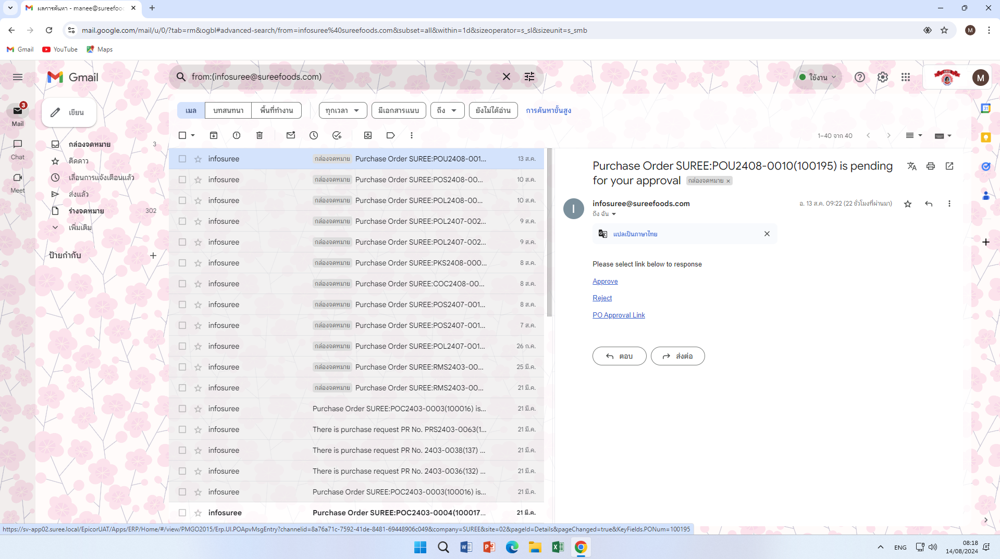 ผลการค้นหา - manee@sureefooc
mail.google.com/mail/u/0/?tab=rm&ogbl#advanced-search/from=infosuree%40sureefoods.com&subset=all&within=1d&sizeoperator=s_sl&sizeunit=s_smb
M
Gmail YouTube Maps
Gmail
from:(infosuree@sureefoods.com)
ใช้งาน
M
3
Mail
Chat
Meet
เขียน
กล่องจดหมาย 3
ติดดาว
เลื่อนการแจ้งเตือนแล้ว
ส่งแล้ว
ร่างจดหมาย 302
เพิ่มเติม
ป้ายกำกับ
เมล บทสนทนา พื้นที่ทำงาน ทุกเวลา มีเอกสารแนบ ถึง ยังไม่ได้อ่าน การค้นหาขั้นสูง
1–40 จาก 40
infosuree กล่องจดหมาย Purchase Order SUREE:POU2408-001... 13 ส.ค.
infosuree กล่องจดหมาย Purchase Order SUREE:POS2408-00... 10 ส.ค.
infosuree กล่องจดหมาย Purchase Order SUREE:POL2408-00... 10 ส.ค.
infosuree กล่องจดหมาย Purchase Order SUREE:POL2407-002... 9 ส.ค.
infosuree กล่องจดหมาย Purchase Order SUREE:POL2407-002... 9 ส.ค.
infosuree กล่องจดหมาย Purchase Order SUREE:PKS2408-000... 8 ส.ค.
infosuree กล่องจดหมาย Purchase Order SUREE:COC2408-00... 8 ส.ค.
infosuree กล่องจดหมาย Purchase Order SUREE:POS2407-001... 8 ส.ค.
infosuree กล่องจดหมาย Purchase Order SUREE:POS2407-001... 7 ส.ค.
infosuree กล่องจดหมาย Purchase Order SUREE:POL2407-001... 26 ก.ค.
infosuree กล่องจดหมาย Purchase Order SUREE:RMS2403-00... 25 มี.ค.
infosuree กล่องจดหมาย Purchase Order SUREE:RMS2403-00... 21 มี.ค.
infosuree Purchase Order SUREE:POC2403-0003(100016) is... 21 มี.ค.
infosuree There is purchase request PR No. PRS2403-0063(1... 21 มี.ค.
infosuree There is purchase request PR No. 2403-0038(137) ... 21 มี.ค.
infosuree There is purchase request PR No. 2403-0036(132) ... 21 มี.ค.
infosuree Purchase Order SUREE:POC2403-0003(100016) is... 21 มี.ค.
infosuree Purchase Order SUREE:POC2403-0004(100017... 21 มี.ค.
Purchase Order SUREE:POU2408-0010(100195) is pending
for your approval กล่องจดหมาย ×
I
infosuree@sureefoods.com
อ. 13 ส.ค. 09:22 (22 ชั่วโมงที่ผ่านมา)
ถึง ฉัน
แปลเป็นภาษาไทย
Please select link below to response
Approve
Reject
PO Approval Link
ตอบ ส่งต่อ
31
https://sv-app02.suree.local/EpicorUAT/Apps/ERP/Home/#/view/PMGO2015/Erp.UI.POApvMsgEntry?channelid=8a76a71c-7592-41de-8481-69448906c049&company=SUREE&site=02&pageId=Details&pageChanged=true&KeyFields.PONum=100195
ENG
08:18
14/08/2024